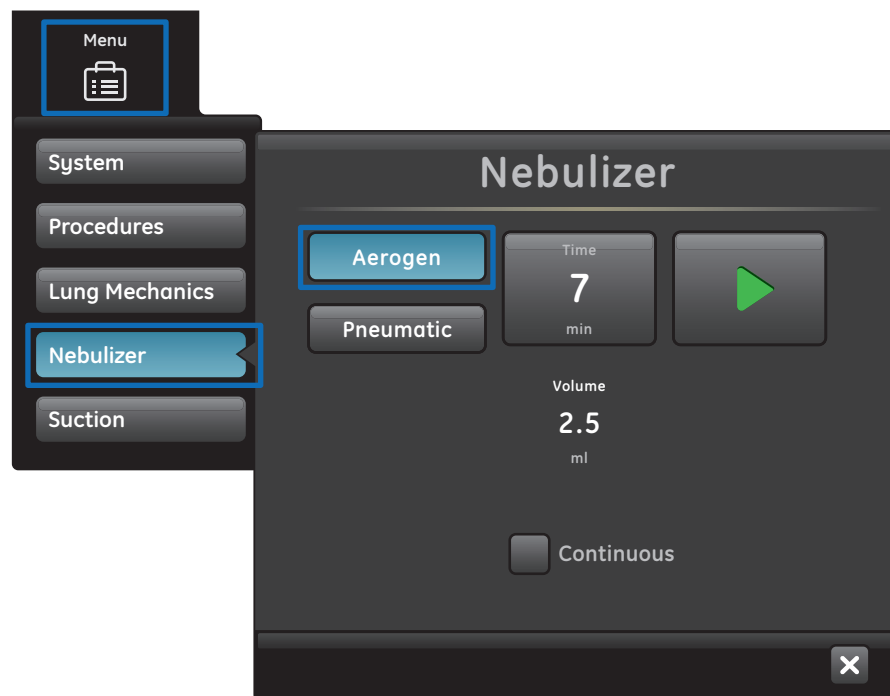 Menu
System
Procedures
Lung Mechanics
Nebulizer
Suction
Nebulizer
Aerogen
Pneumatic
Time
7
min
Volume
2.5
ml
Continuous